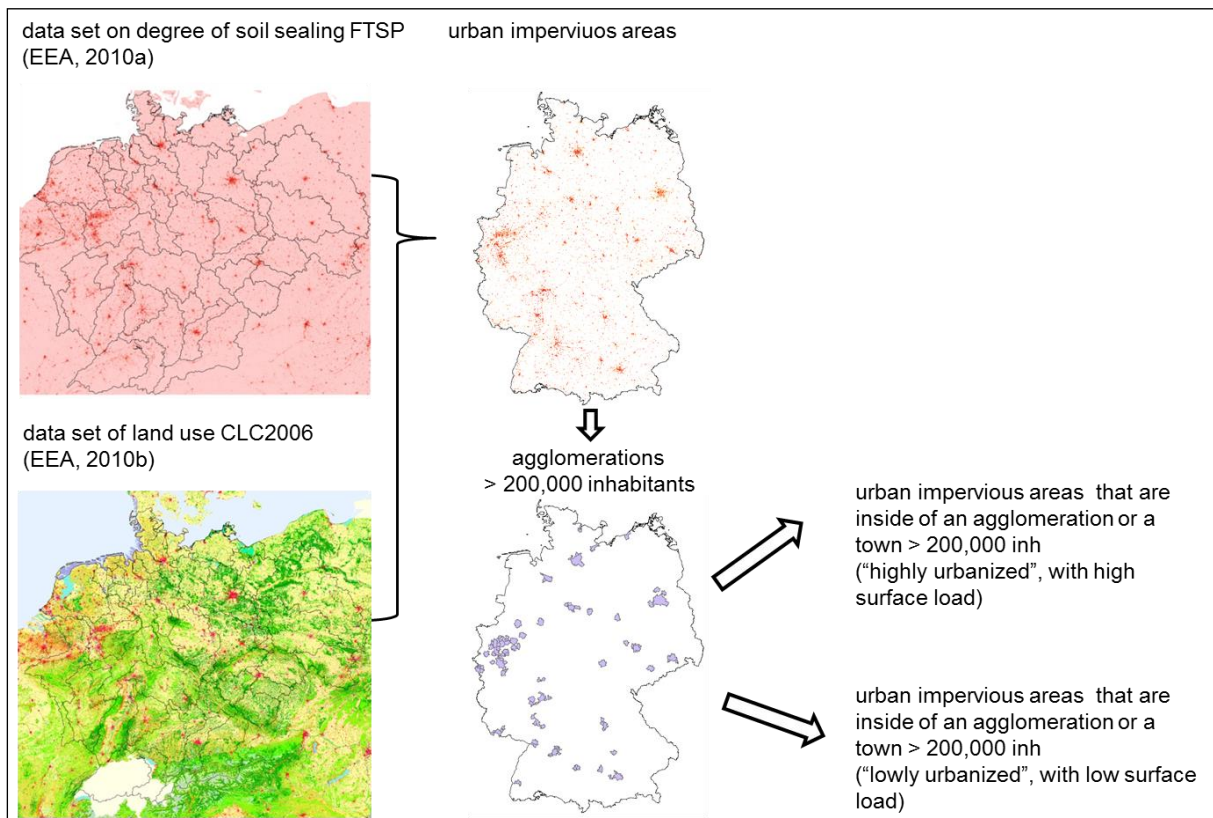 data set on degree of soil sealing FTSP
(EEA, 2010a)
urban imperviuos areas
data set of land use CLC2006
(EEA, 2010b)
agglomerations
> 200,000 inhabitants
urban impervious areas  that are
inside of an agglomeration or a
town > 200,000 inh
(“highly urbanized”, with high
surface load)
urban impervious areas  that are
inside of an agglomeration or a
town > 200,000 inh
(“lowly urbanized”, with low surface
load)